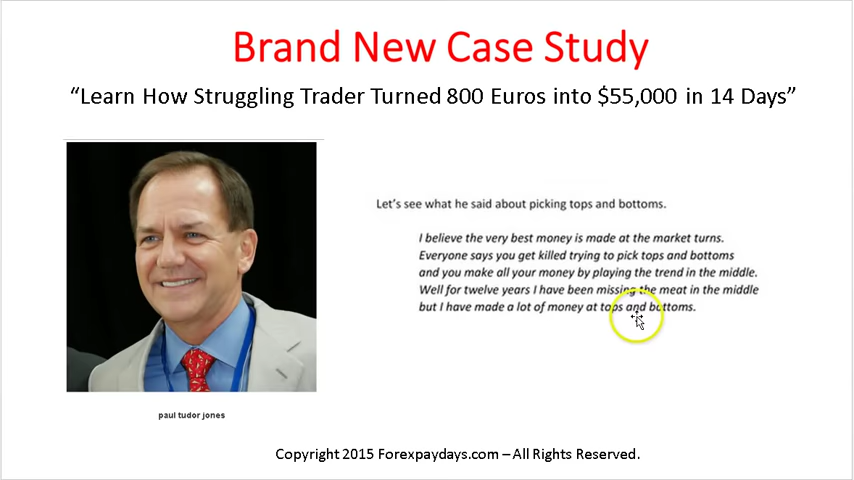 Brand New Case Study
“Learn How Struggling Trader Turned 800 Euros into $55,000 in 14 Days”
Let’s see what he said about picking tops and bottoms.
I believe the very best money is made at the market turns.
Everyone says you get killed trying to pick tops and bottoms
and you make all your money by playing the trend in the middle.
Well for twelve years I have been missing the meat in the middle
but I have made a lot of money at tops and bottoms.
paul tudor jones
Copyright 2015 Forexpaydays.com – All Rights Reserved.